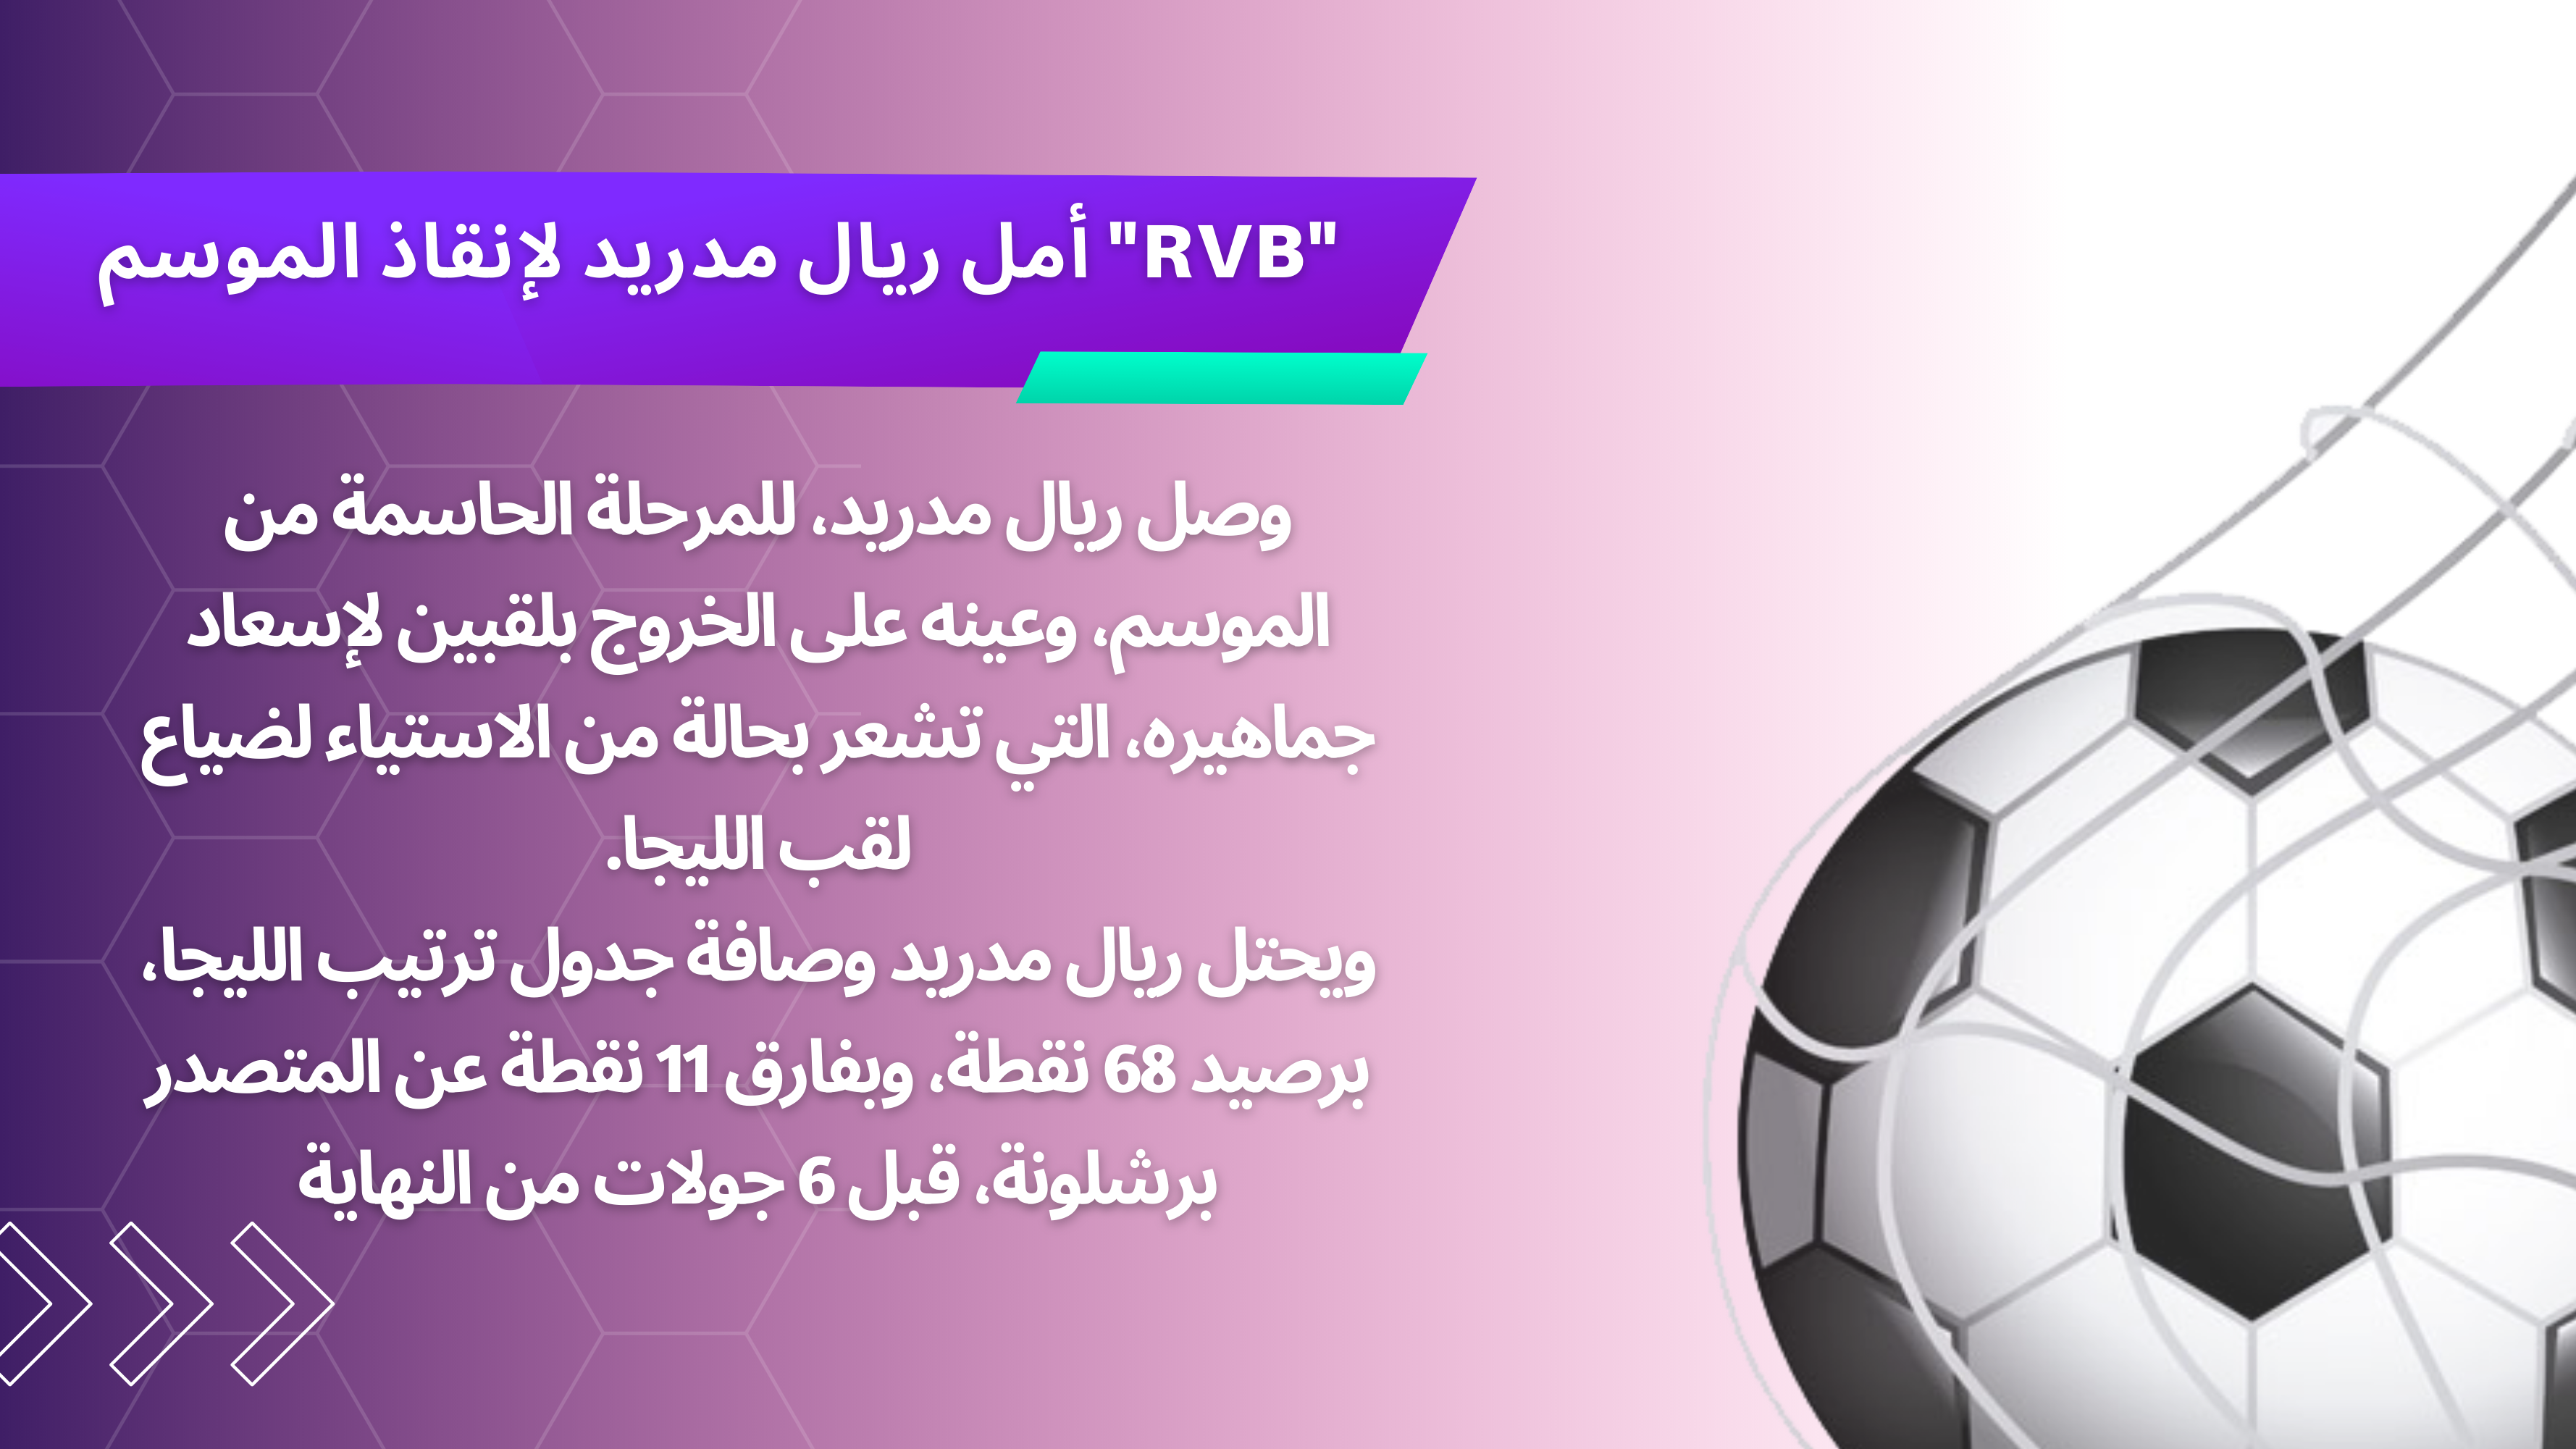 "RVB" أمل ريال مدريد لإنقاذ الموسم
وصل ريال مدريد، للمرحلة الحاسمة من
الموسم، وعينه على الخروج بلقبين لإسعاد
جماهيره، التي تشعر بحالة من الاستياء لضياع
لقب الليجا.
ويحتل ريال مدريد وصافة جدول ترتيب الليجا،
برصيد 68 نقطة، وبفارق 11 نقطة عن المتصدر
برشلونة، قبل 6 جولات من النهاية